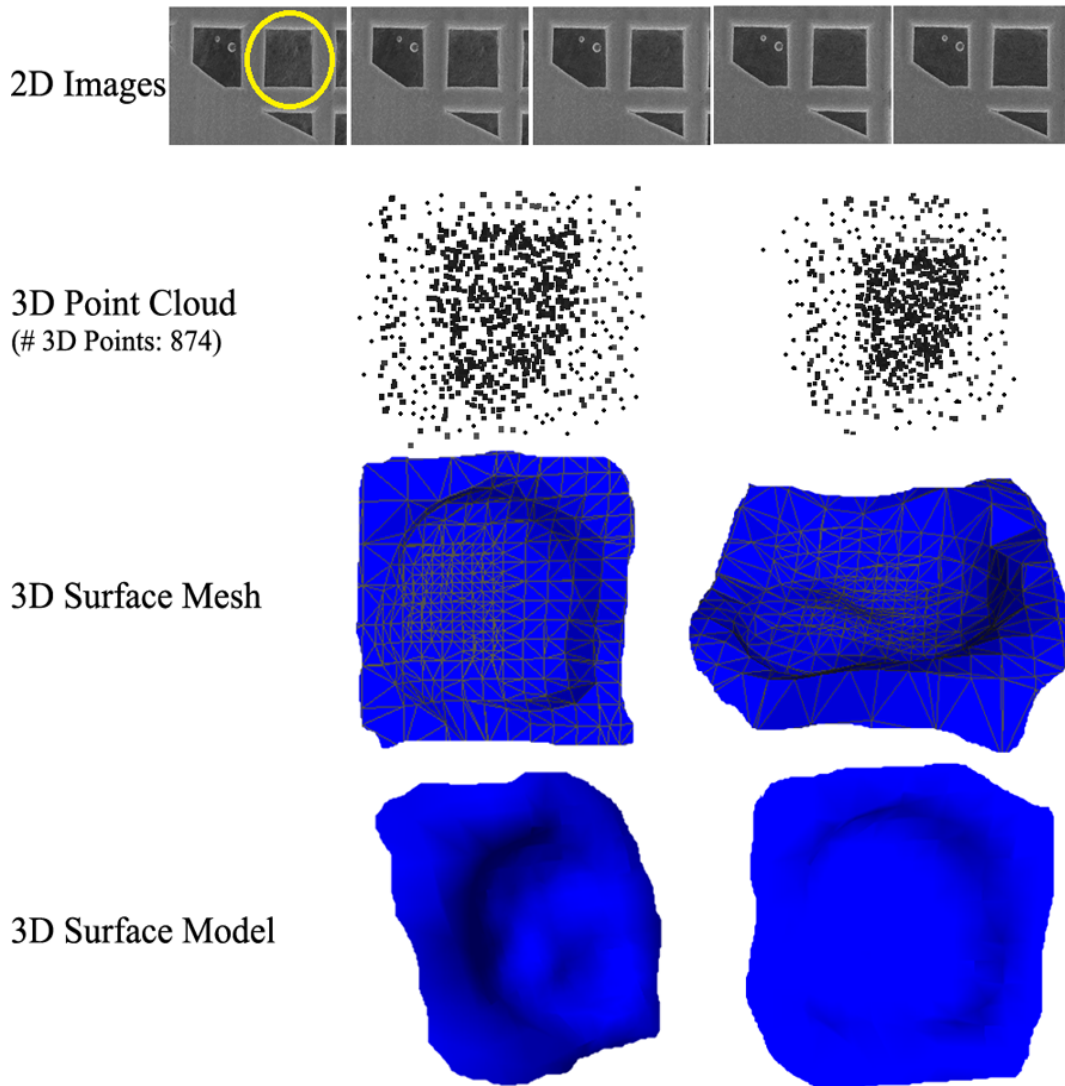 2D Images
3D Point Cloud
(# 3D Points: 874)
3D Surface Mesh
3D Surface Model